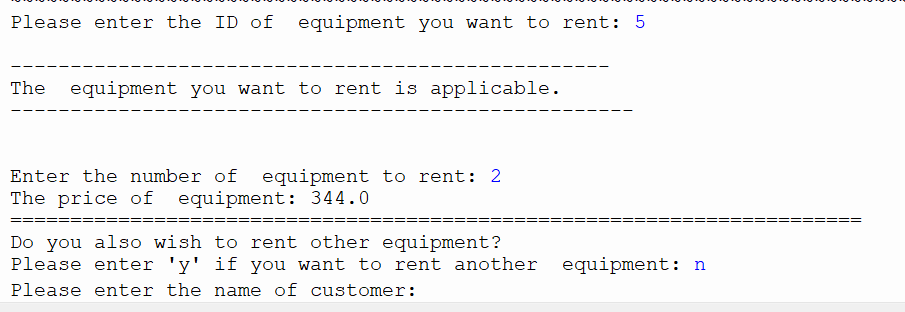 Please enter the ID of  equipment you want to rent: 5
--------------------------------------------------
The  equipment you want to rent is applicable.
----------------------------------------------------
Enter the number of  equipment to rent: 2
The price of  equipment: 344.0
=======================================================================
Do you also wish to rent other equipment?
Please enter 'y' if you want to rent another  equipment: n
Please enter the name of customer: